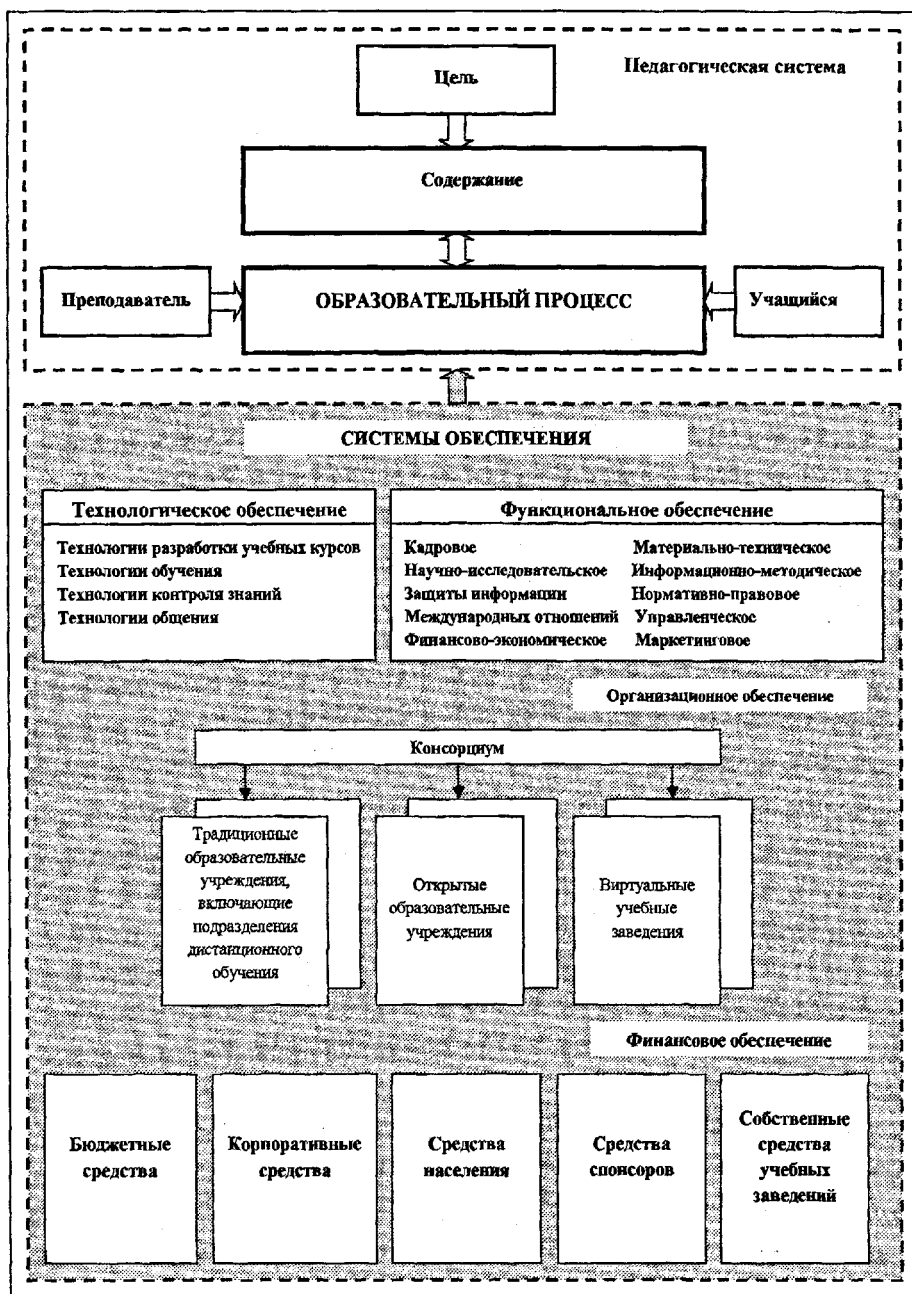 Педагогическая система
Цель
Содержание
Преподаватель
ОБРАЗОВАТЕЛЬНЫЙ ПРОЦЕСС
Учащийся
СИСТЕМЫ ОБЕСПЕЧЕНИЯ
Технологическое обеспечение
Технологии разработки учебных курсов
Технологии обучения
Технологии контроля знаний
Технологии общения
Функциональное обеспечение
Кадровое
Научно-исследовательское
Защиты информации
Международных отношений
Финансово-экономическое
Материально-техническое
Информационно-методическое
Нормативно-правовое
Управленческое
Маркетинговое
Организационное обеспечение
Консорциум
Традиционные
образовательные
учреждения,
включающие
подразделения
дистанционного
обучения
Открытые
образовательные
учреждения
Виртуальные
учебные
заведения
Финансовое обеспечение
Бюджетные
средства
Корпоративные
средства
Средства
населения
Средства
спонсоров
Собственные
средства
учебных
заведений